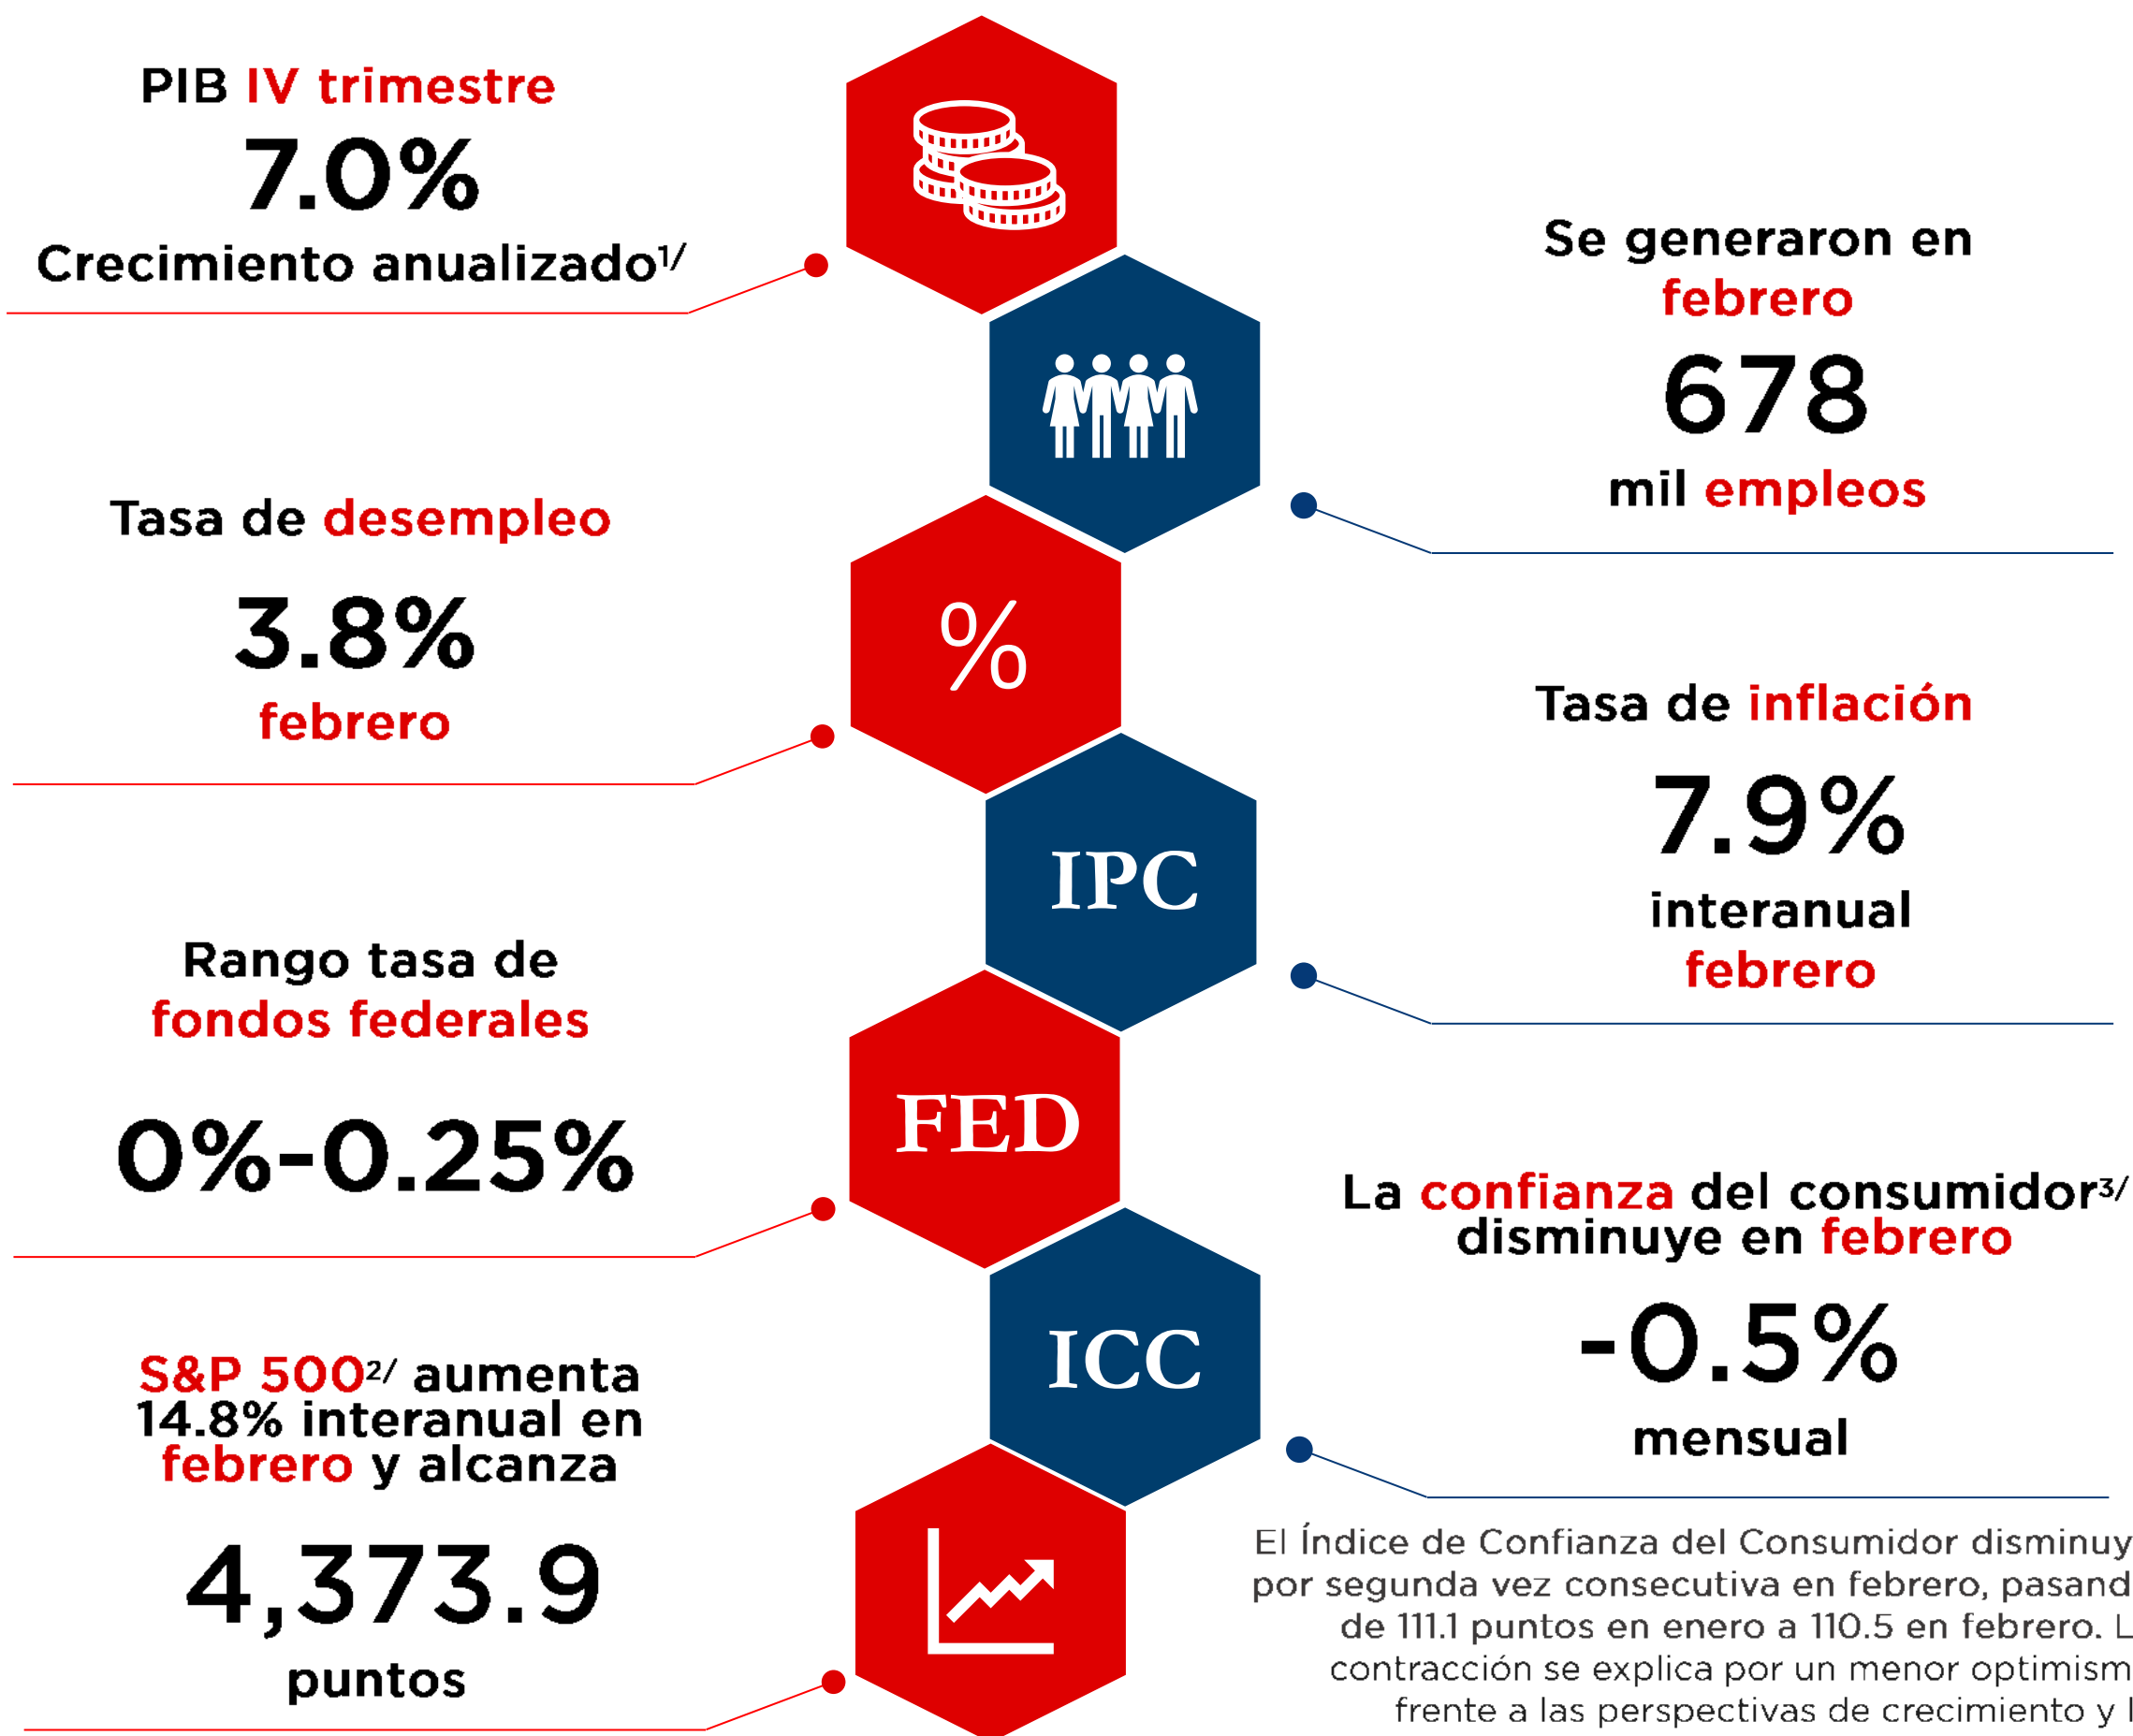 PIB IV trimestre
7.0%
Crecimiento anualizado1/
Se generaron en
febrero
678
mil empleos
Tasa de desempleo
3.8%
febrero
%
Tasa de inflación
7.9%
interanual
febrero
IPC
Rango tasa de
fondos federales
0%-0.25%
FED
La confianza del consumidor3/
disminuye en febrero
-0.5%
mensual
ICC
S&P 5002/ aumenta
14.8% interanual en
febrero y alcanza
4,373.9
puntos
El Índice de Confianza del Consumidor disminuy
por segunda vez consecutiva en febrero, pasand
de 111.1 puntos en enero a 110.5 en febrero. L
contracción se explica por un menor optimism
frente a las perspectivas de crecimiento y l